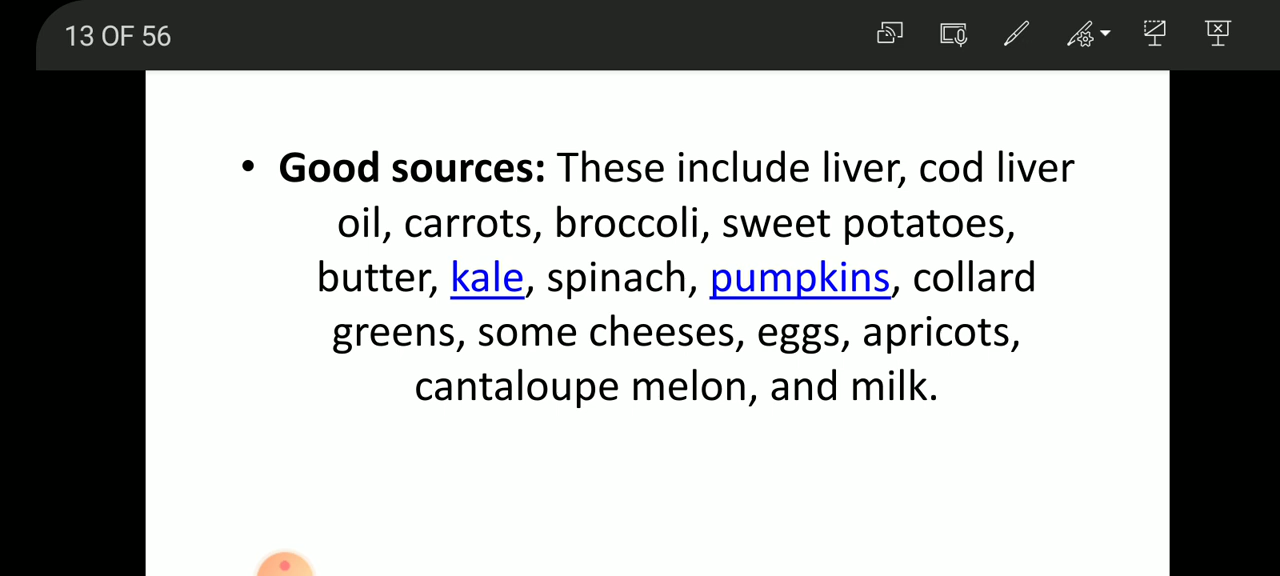 13 OF 56
• Good sources: These include liver, cod liver
oil, carrots, broccoli, sweet potatoes,
butter, kale, spinach, pumpkins, collard
greens, some cheeses, eggs, apricots,
cantaloupe melon, and milk.